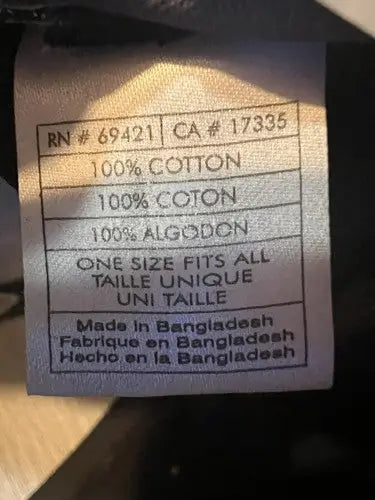 RN # 69421 | CA # 17335
100% COTTON
100% COTON
100% ALGODON
ONE SIZE FITS ALL
TAILLE UNIQUE
UNI TAILLE
Made in Bangladesh
Fabrique en Bangladesh
Hecho en la Bangladesh